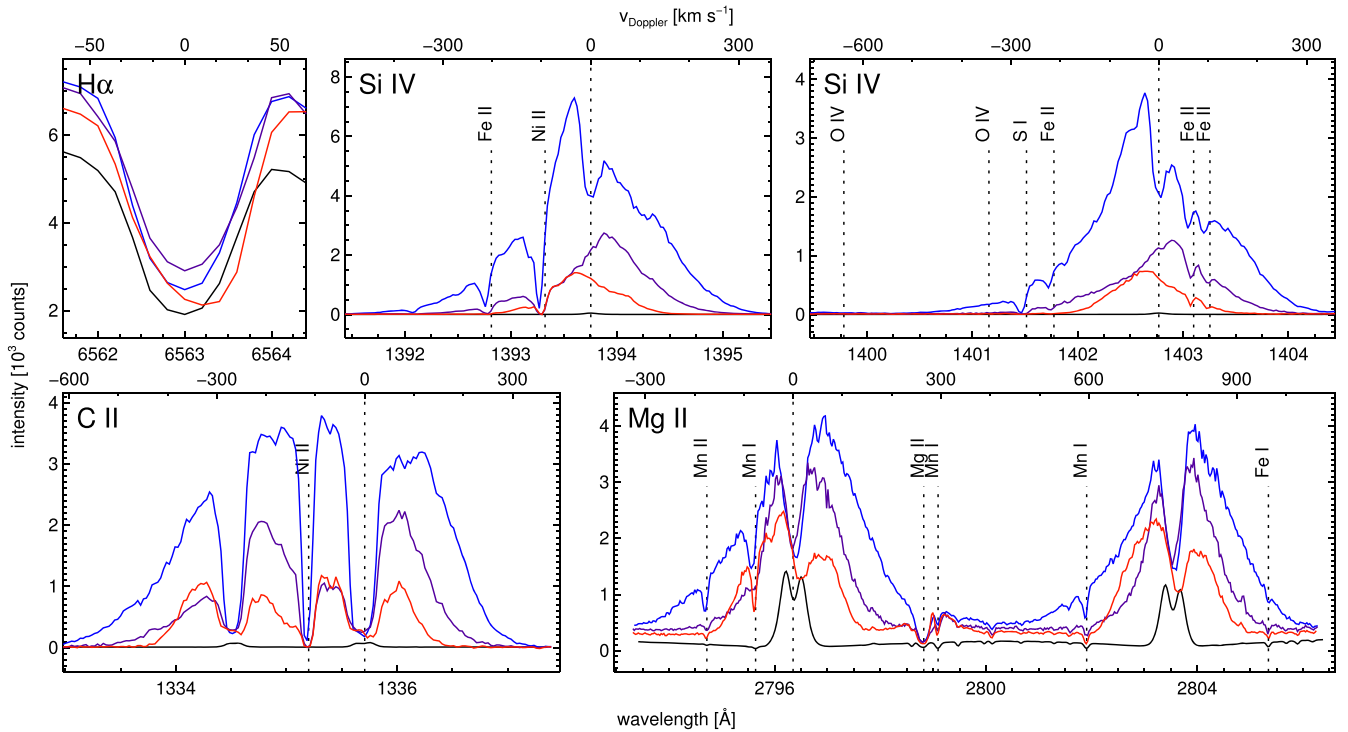 v_Doppler [km s⁻¹]
−50 0 50
−300 0 300
−600 −300 0 300
Hα
Si IV
Si IV
6
4
2
8
6
4
2
0
4
3
2
1
0
Fe II
Ni II
O IV
O IV
S I
Fe II
Fe II
Fe II
6562 6563 6564
1392 1393 1394 1395
1400 1401 1402 1403 1404
intensity [10³ counts]
−600 −300 0 300
−300 0 300 600 900
C II
Mg II
4
3
2
1
0
4
3
2
1
0
Ni II
Mn II
Mn I
Mg II
Mn I
Mn I
Fe I
1334 1336
2796 2800 2804
wavelength [Å]